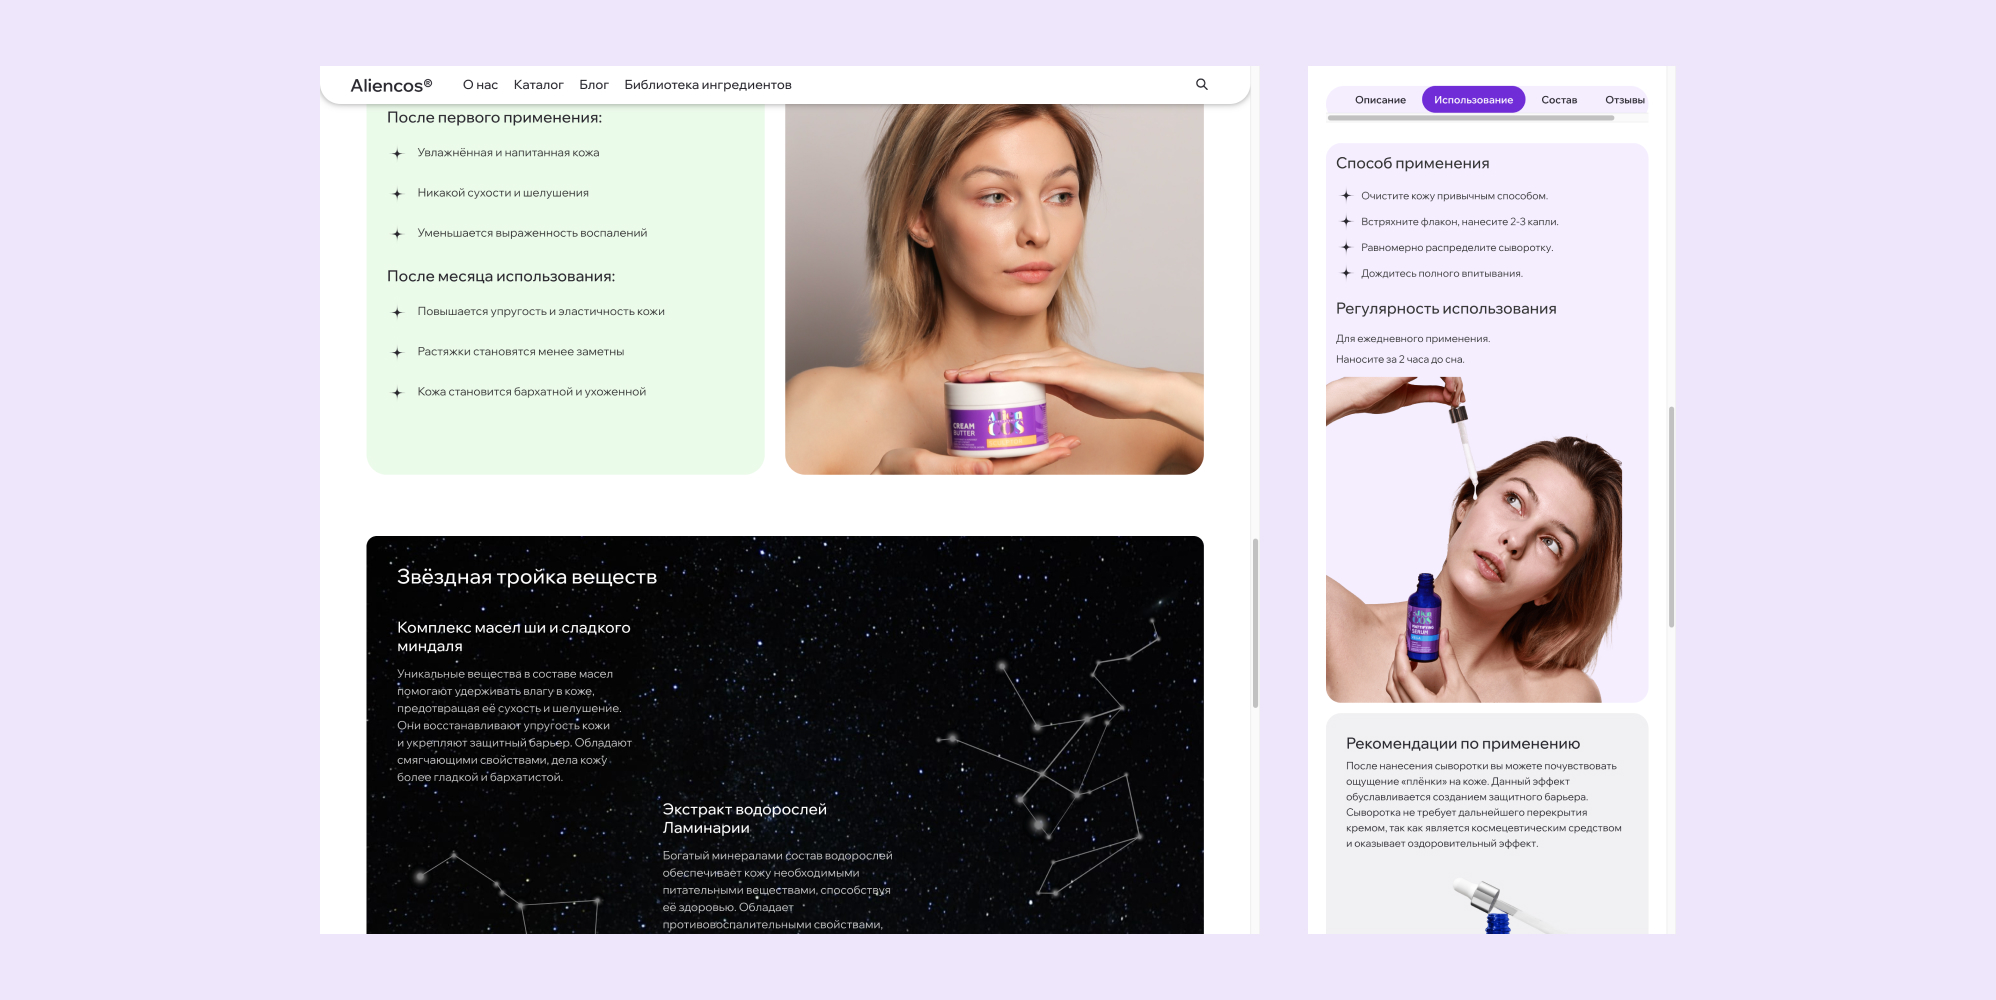 Aliencos®
О нас
Каталог
Блог
Библиотека ингредиентов
После первого применения:
Увлажнённая и напитанная кожа
Никакой сухости и шелушения
Уменьшается выраженность воспалений
После месяца использования:
Повышается упругость и эластичность кожи
Растяжки становятся менее заметны
Кожа становится бархатной и ухоженной
Alien
COS
CREAM
BUTTER
Звёздная тройка веществ
Комплекс масел ши и сладкого
миндаля
Уникальные вещества в составе масел
помогают удерживать влагу в коже,
предотвращая её сухость и шелушение.
Они восстанавливают упругость кожи
и укрепляют защитный барьер. Обладают
смягчающими свойствами, дела кожу
более гладкой и бархатистой.
Экстракт водорослей
Ламинарии
Богатый минералами состав водорослей
обеспечивает кожу необходимыми
питательными веществами, способствуя
её здоровью. Обладает
противовоспалительными свойствами,
Описание
Использование
Состав
Отзывы
Способ применения
Очистите кожу привычным способом.
Встряхните флакон, нанесите 2-3 капли.
Равномерно распределите сыворотку.
Дождитесь полного впитывания.
Регулярность использования
Для ежедневного применения.
Наносите за 2 часа до сна.
COS
SERUM
Рекомендации по применению
После нанесения сыворотки вы можете почувствовать
ощущение «плёнки» на коже. Данный эффект
обуславливается созданием защитного барьера.
Сыворотка не требует дальнейшего перекрытия
кремом, так как является космецевтическим средством
и оказывает оздоровительный эффект.